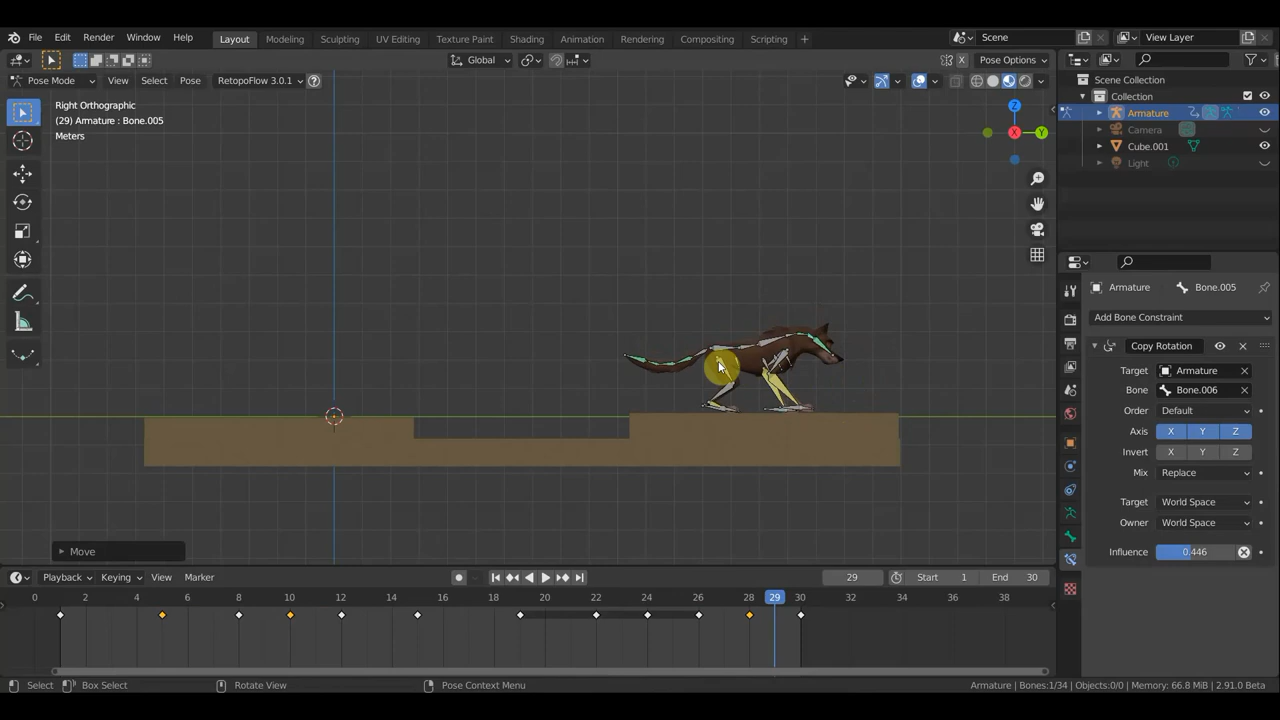 File Edit Render Window Help
Layout Modeling Sculpting UV Editing Texture Paint Shading Animation Rendering Compositing Scripting +
Scene View Layer
Global
Pose Options
Pose Mode View Select Pose RetopoFlow 3.0.1 ?
Right Orthographic
(29) Armature : Bone.005
Meters
Z
X
Y
Scene Collection
Collection
Armature
Camera
Cube.001
Light
Armature Bone.005
Add Bone Constraint
Copy Rotation
Target Armature
Bone Bone.006
Order Default
Axis X Y Z
Invert X Y Z
Mix Replace
Target World Space
Owner World Space
Influence 0.446
Move
Playback Keying View Marker 29 Start 1 End 30
0 2 4 6 8 10 12 14 16 18 20 22 24 26 28 29 30 32 34 36 38
Select Box Select Rotate View Pose Context Menu Armature | Bones:1/34 | Objects:0/0 | Memory: 66.8 MiB | 2.91.0 Beta